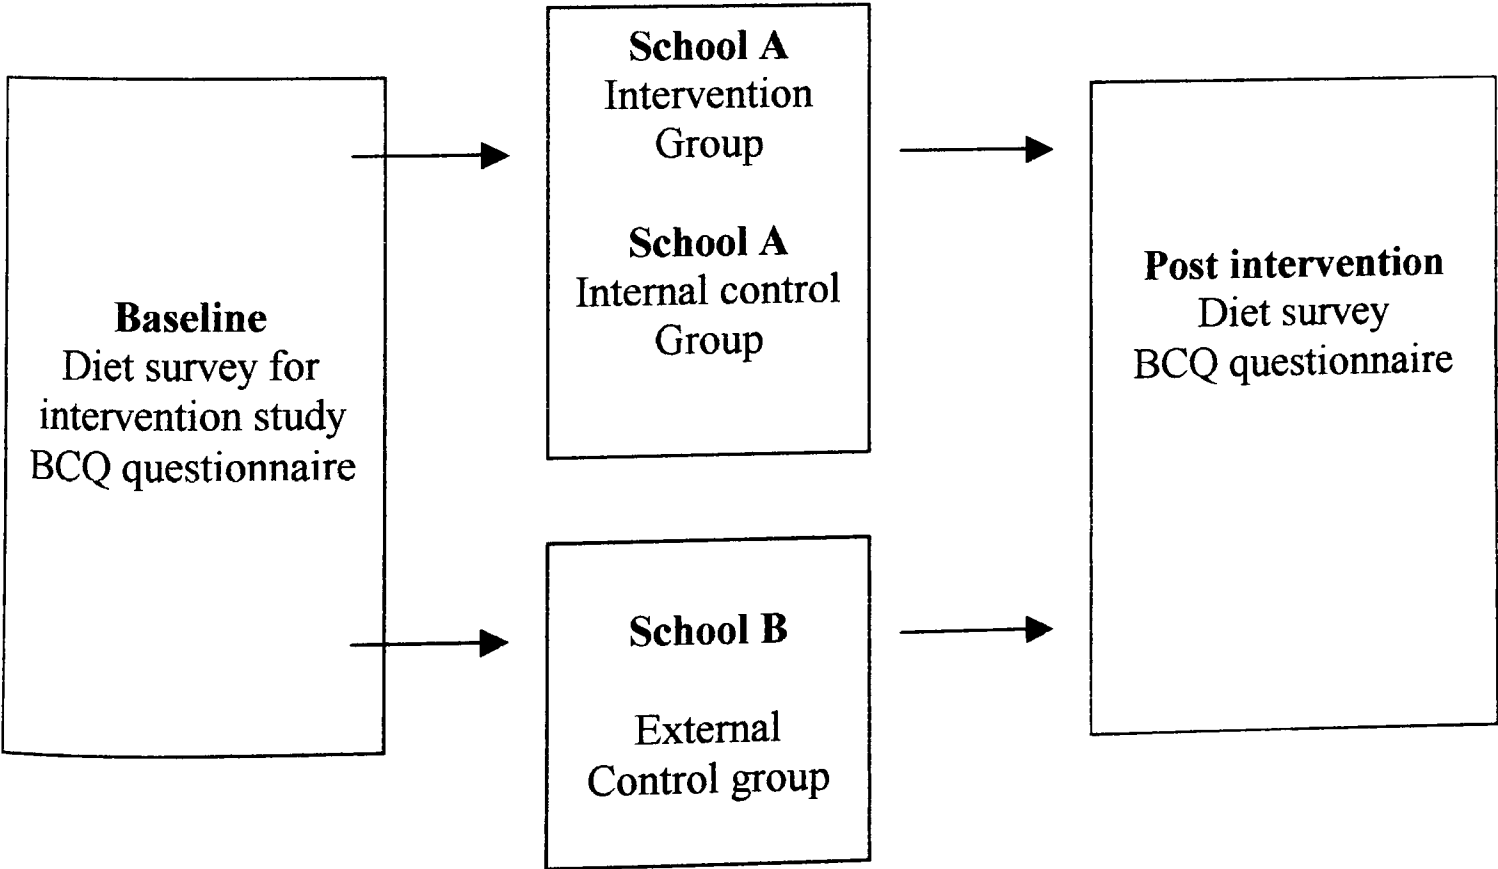 Baseline
Diet survey for
intervention study
BCQ questionnaire
School A
Intervention
Group
School A
Internal control
Group
School B
External
Control group
Post intervention
Diet survey
BCQ questionnaire